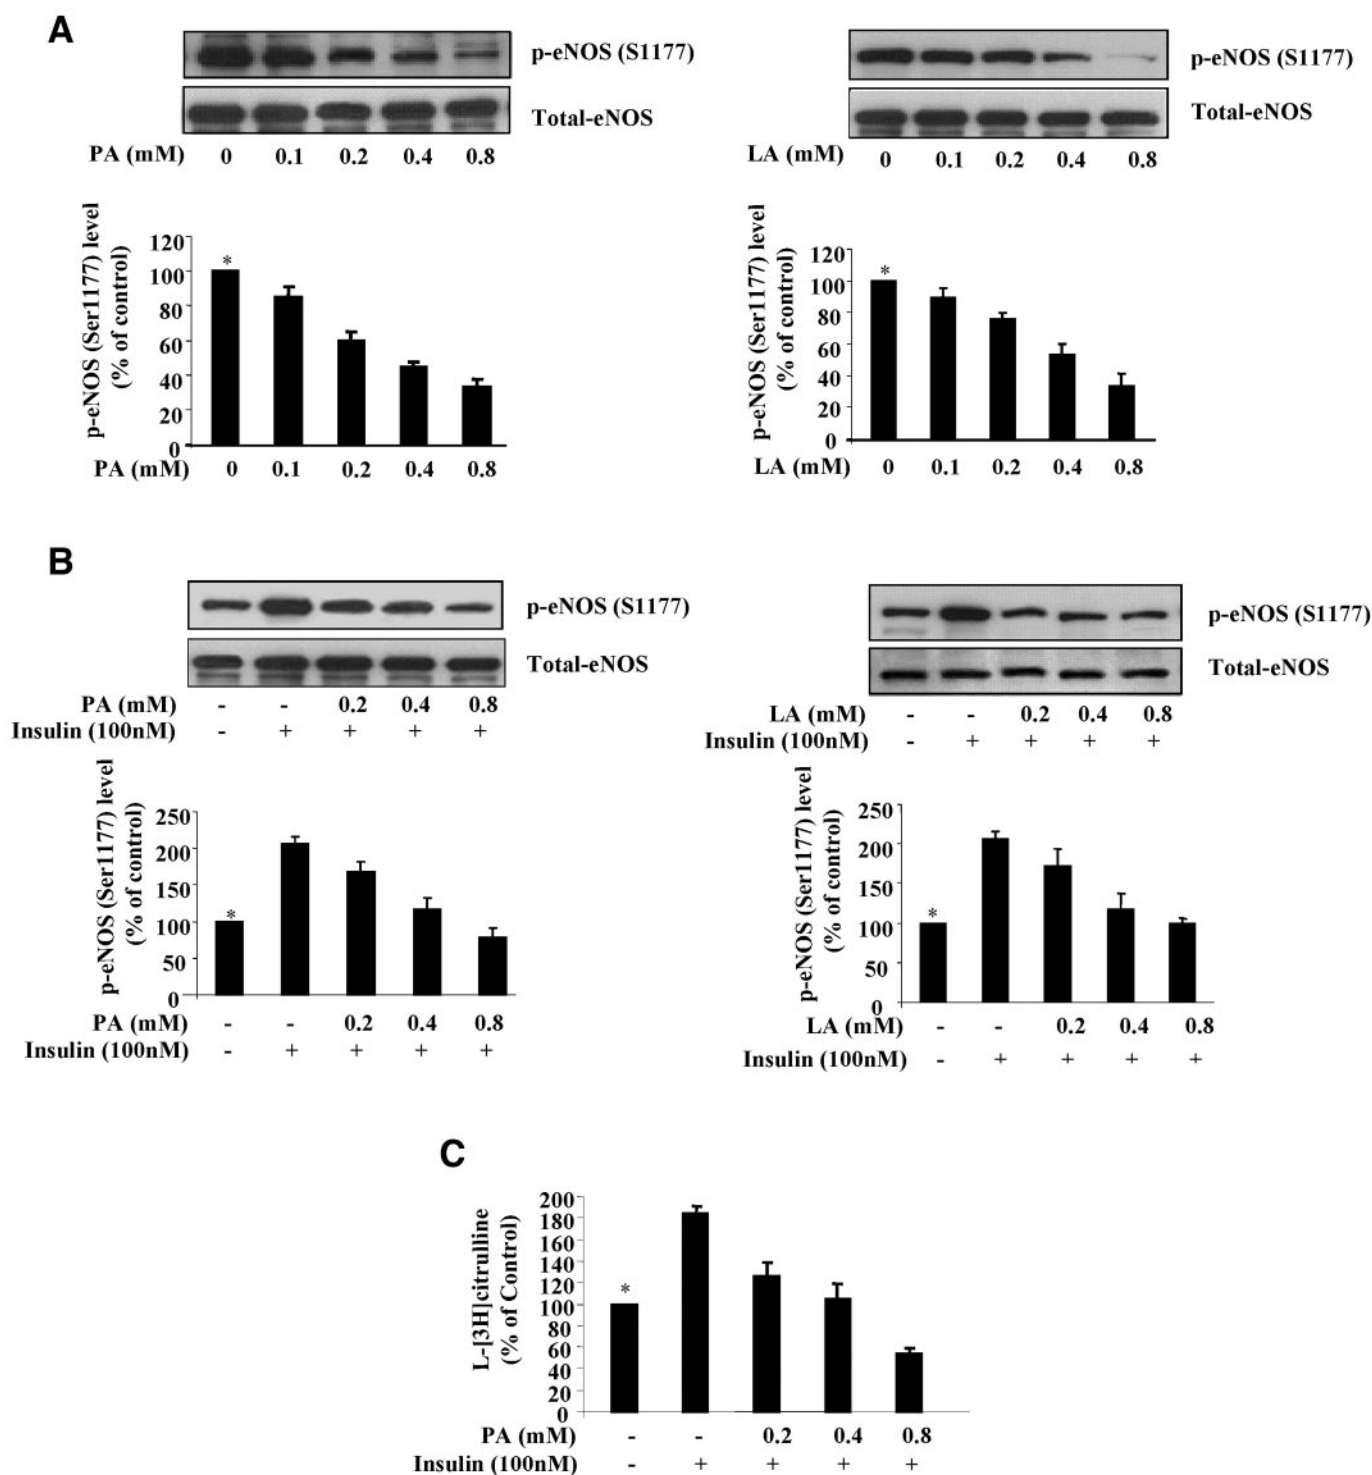 A
p-eNOS (S1177)
Total-eNOS
PA (mM) 0 0.1 0.2 0.4 0.8
p-eNOS (S1177)
Total-eNOS
LA (mM) 0 0.1 0.2 0.4 0.8
p-eNOS (Ser1177) level
(% of control)
120
100
80
60
40
20
0
*
PA (mM) 0 0.1 0.2 0.4 0.8
p-eNOS (Ser1177) level
(% of control)
120
100
80
60
40
20
0
*
LA (mM) 0 0.1 0.2 0.4 0.8
B
p-eNOS (S1177)
Total-eNOS
PA (mM) - - 0.2 0.4 0.8
Insulin (100nM) - + + + +
p-eNOS (S1177)
Total-eNOS
LA (mM) - - 0.2 0.4 0.8
Insulin (100nM) - + + + +
p-eNOS (Ser1177) level
(% of control)
250
200
150
100
50
0
*
PA (mM) - - 0.2 0.4 0.8
Insulin (100nM) - + + + +
p-eNOS (Ser1177) level
(% of control)
250
200
150
100
50
0
*
LA (mM) - - 0.2 0.4 0.8
Insulin (100nM) - + + + +
C
L-[3H]citrulline
(% of Control)
200
180
160
140
120
100
80
60
40
20
0
*
PA (mM) - - 0.2 0.4 0.8
Insulin (100nM) - + + + +